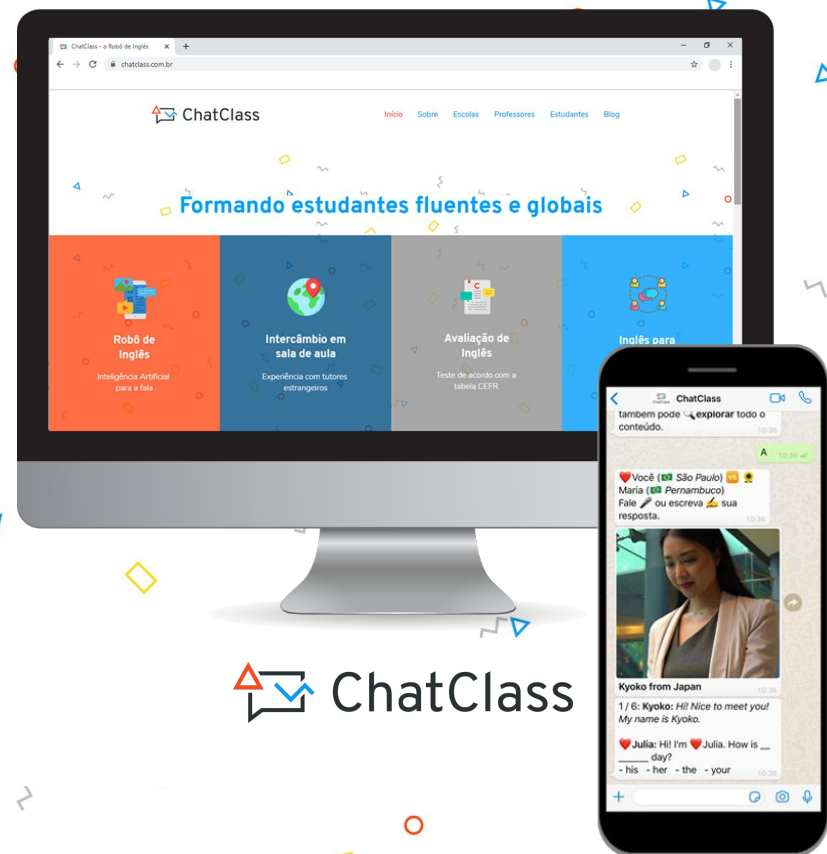 ChatClass - o Robô de Inglês
chatclass.com.br
ChatClass
Início Sobre Escolas Professores Estudantes Blog
Formando estudantes fluentes e globais
Robô de
Inglês
Inteligência Artificial
para a fala
Intercâmbio em
sala de aula
Experiência com tutores
estrangeiros
Avaliação de
Inglês
Teste de acordo com a
tabela CEFR
Inglês para
ChatClass
também pode 🔍explorar todo o
conteúdo.
10:36
A 10:36
❤️Você (🇧🇷 São Paulo) 🆚 🌻
Maria (🇧🇷 Pernambuco)
Fale 🎤 ou escreva ✍️ sua
resposta.
10:36
Kyoko from Japan
10:36
1 / 6: Kyoko: Hi! Nice to meet you!
My name is Kyoko.
❤️Julia: Hi! I'm ❤️Julia. How is __
______ day?
- his - her - the - your
10:36
ChatClass